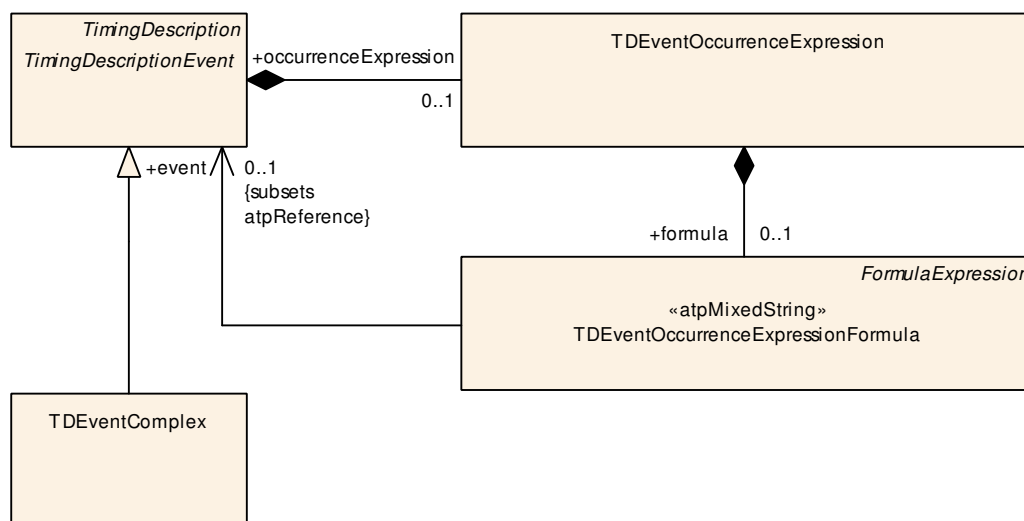 TimingDescription
TimingDescriptionEvent
+occurrenceExpression
0..1
TDEventOccurrenceExpression
+event
0..1
{subsets
atpReference}
+formula
0..1
FormulaExpression
«atpMixedString»
TDEventOccurrenceExpressionFormula
TDEventComplex